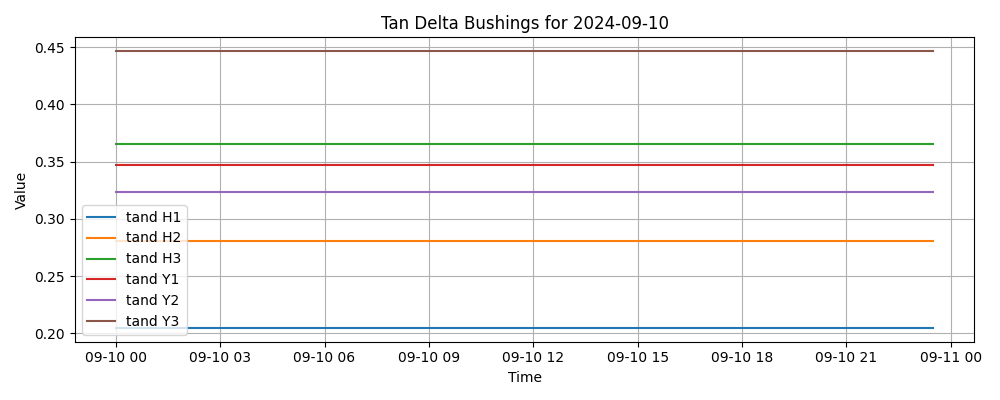 Tan Delta Bushings for 2024-09-10
0.45
0.40
0.35
0.30
0.25
0.20
Value
tand H1
tand H2
tand H3
tand Y1
tand Y2
tand Y3
09-10 00 09-10 03 09-10 06 09-10 09 09-10 12 09-10 15 09-10 18 09-10 21 09-11 00
Time